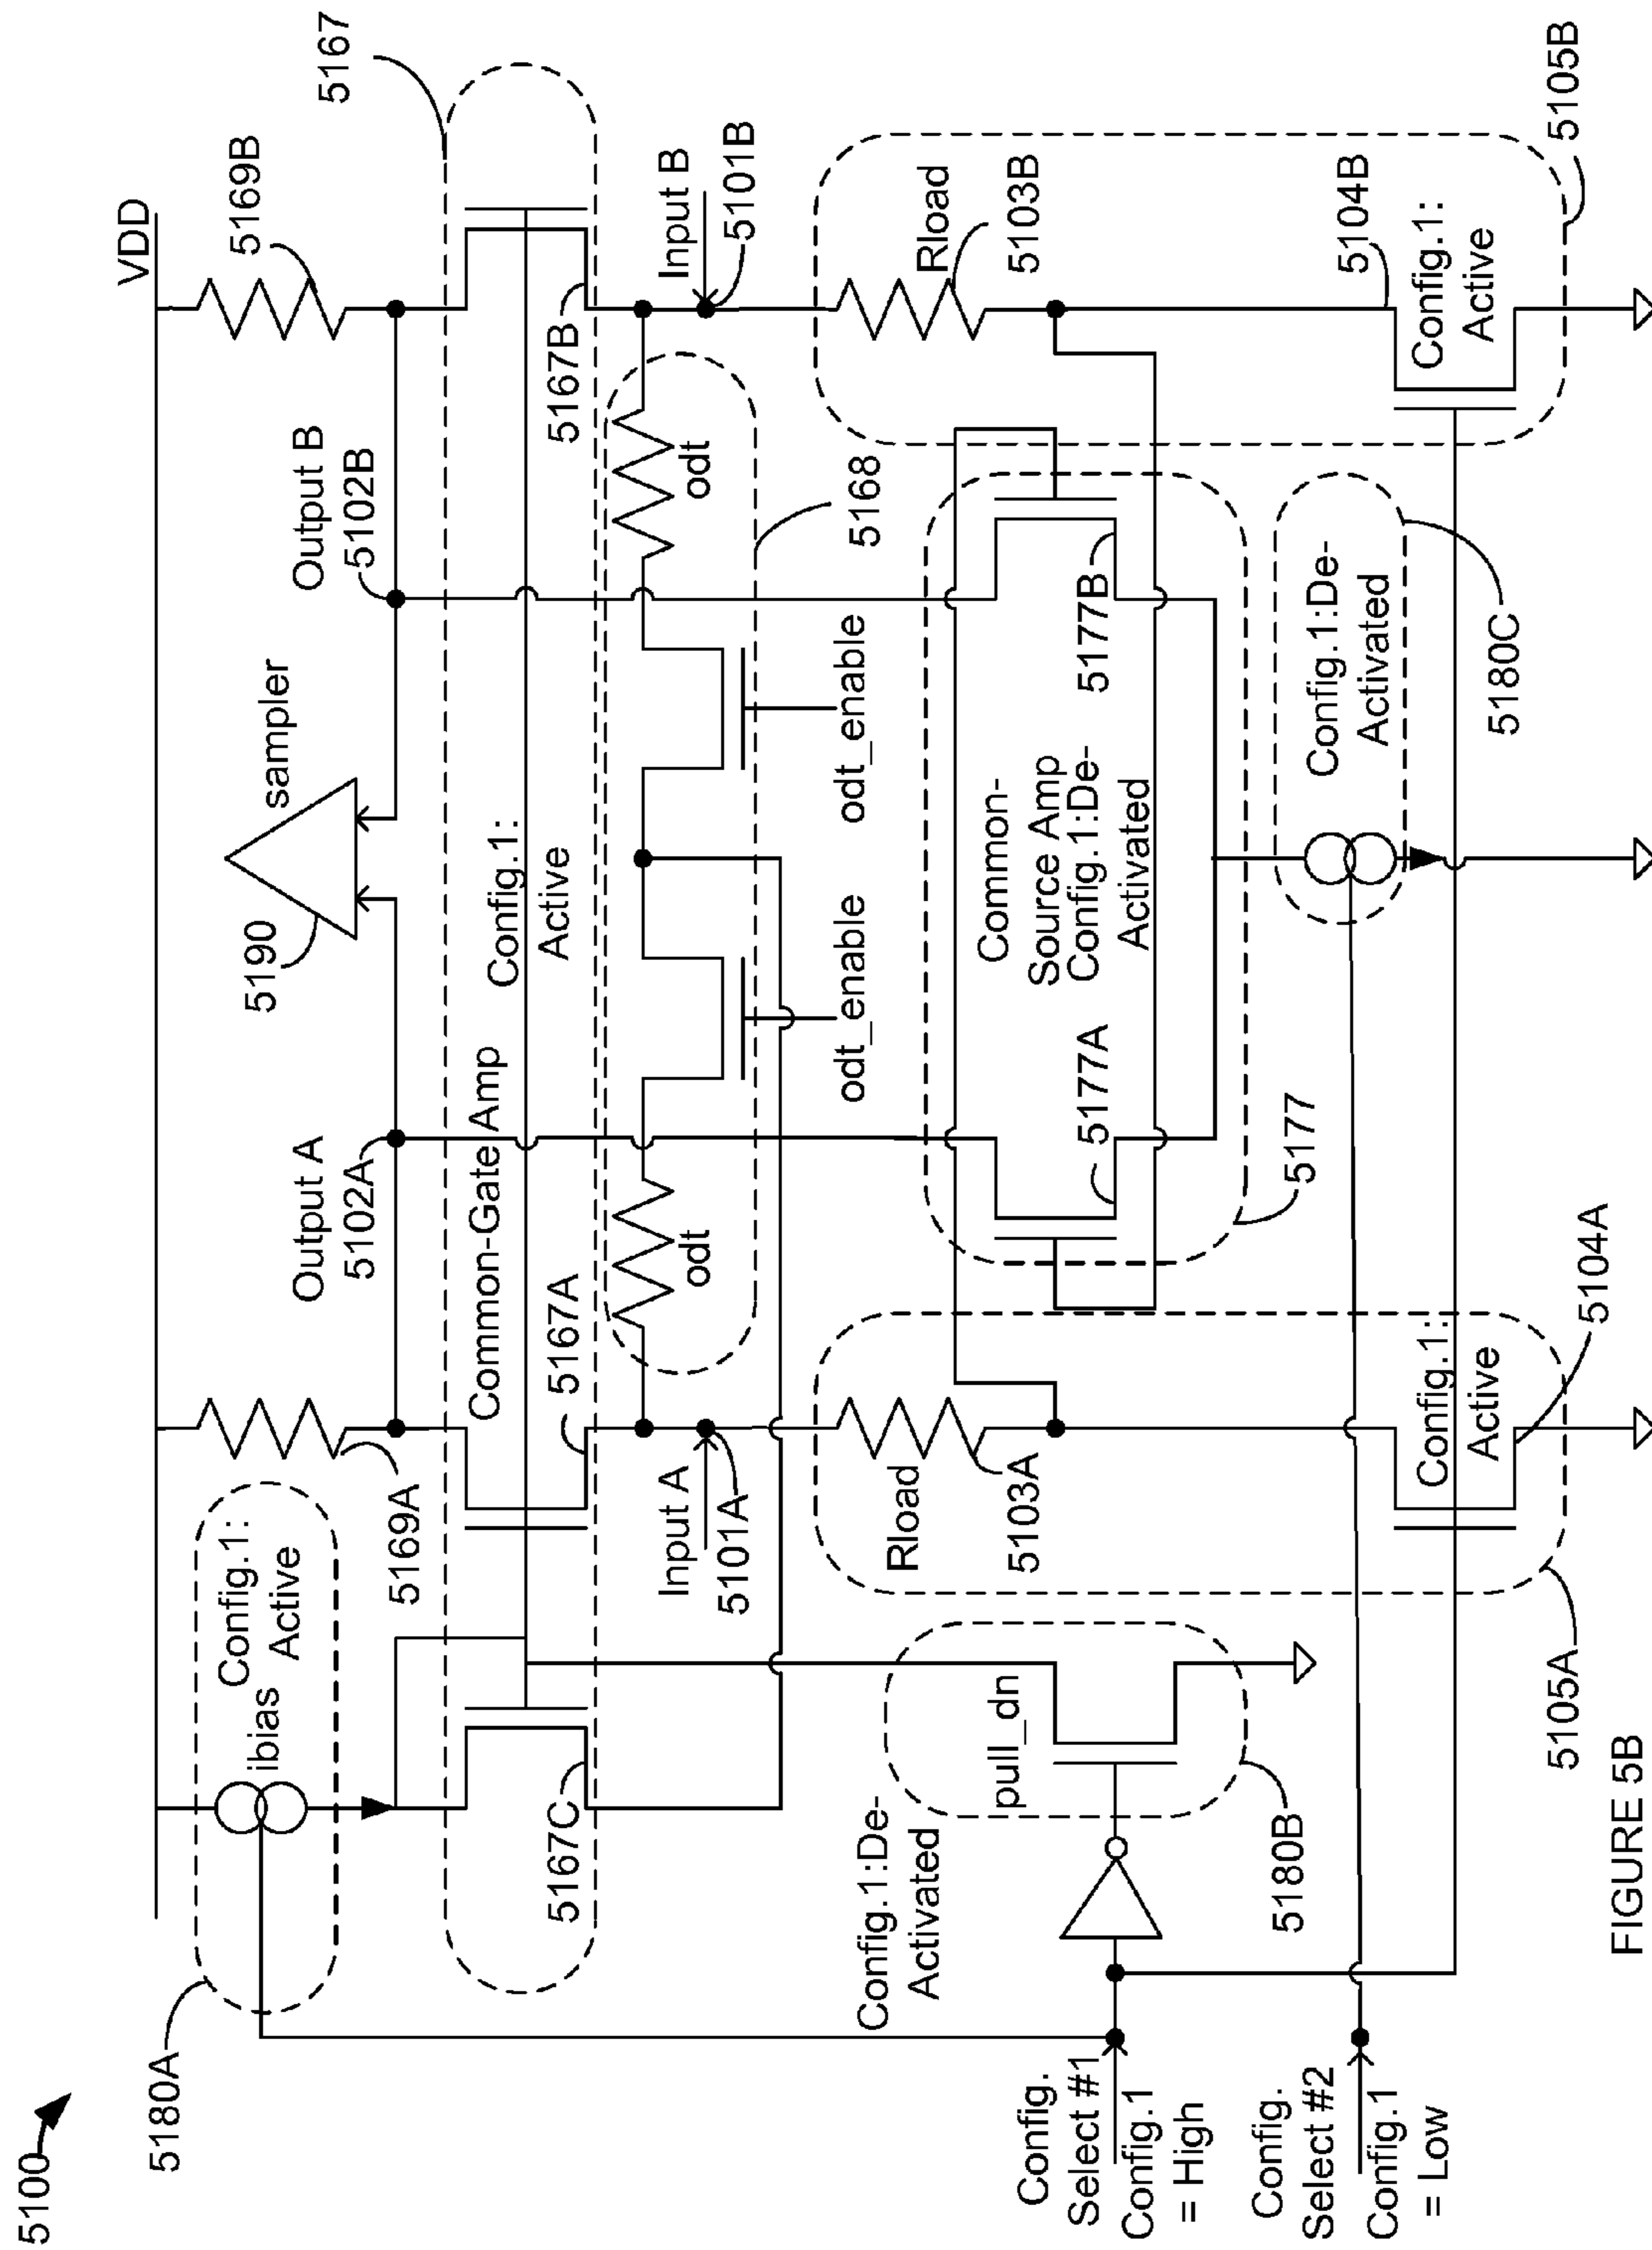 5100
5180A
Config.1:
Active
ibias
5169A
VDD
5169B
5167
Output A
5102A
5190
sampler
Output B
5102B
Common-Gate Amp
Config.1:
Active
5167C
5167A
5167B
Input A
5101A
odt
odt_enable
odt_enable
odt
5168
Input B
5101B
Rload
5103A
Rload
5103B
Config.1:De-
Activated
pull_dn
5180B
Common-
Source Amp
Config.1:De-
Activated
5177A
5177B
5177
Config.1:De-
Activated
5180C
Config.1:
Active
5104A
5105A
5104B
Config.1:
Active
5105B
Config.
Select #1
Config.1
= High
Config.
Select #2
Config.1
= Low
FIGURE 5B